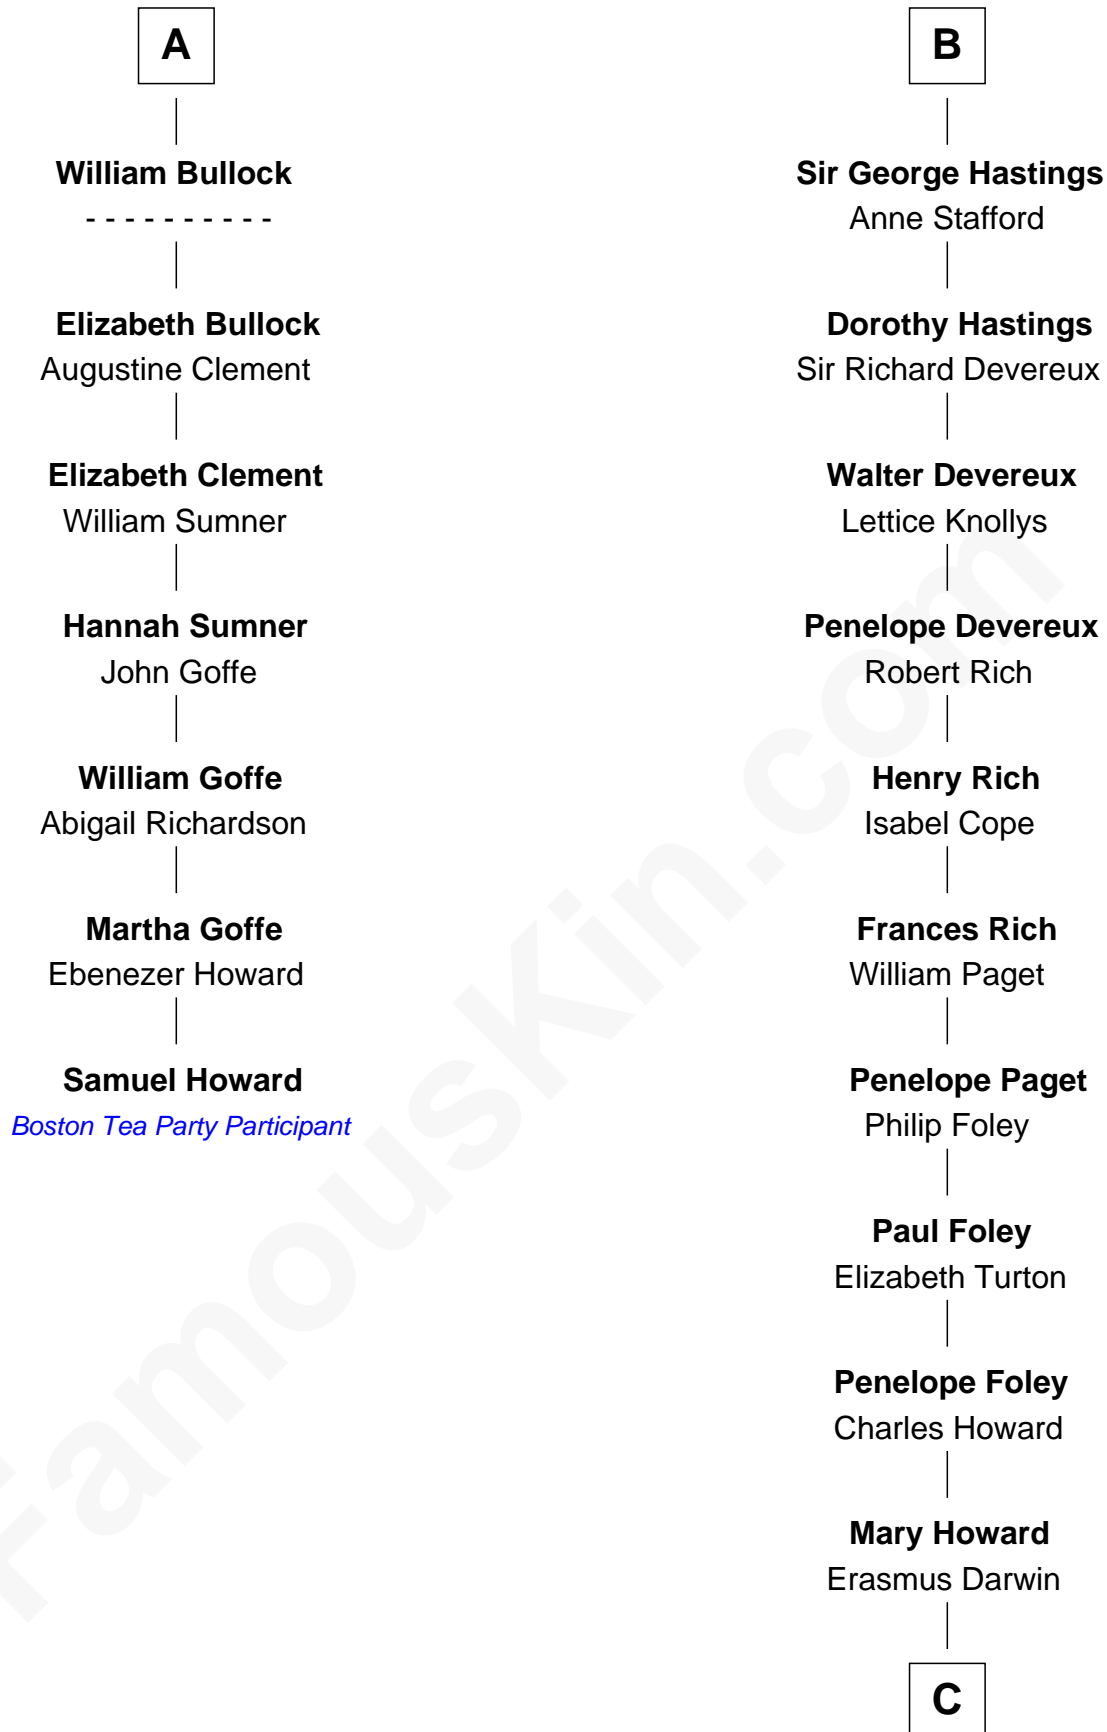 A
William Bullock
- - - - - - - - - -
Elizabeth Bullock
Augustine Clement
Elizabeth Clement
William Sumner
Hannah Sumner
John Goffe
William Goffe
Abigail Richardson
Martha Goffe
Ebenezer Howard
Samuel Howard
Boston Tea Party Participant
B
Sir George Hastings
Anne Stafford
Dorothy Hastings
Sir Richard Devereux
Walter Devereux
Lettice Knollys
Penelope Devereux
Robert Rich
Henry Rich
Isabel Cope
Frances Rich
William Paget
Penelope Paget
Philip Foley
Paul Foley
Elizabeth Turton
Penelope Foley
Charles Howard
Mary Howard
Erasmus Darwin
C
FamousKin.com